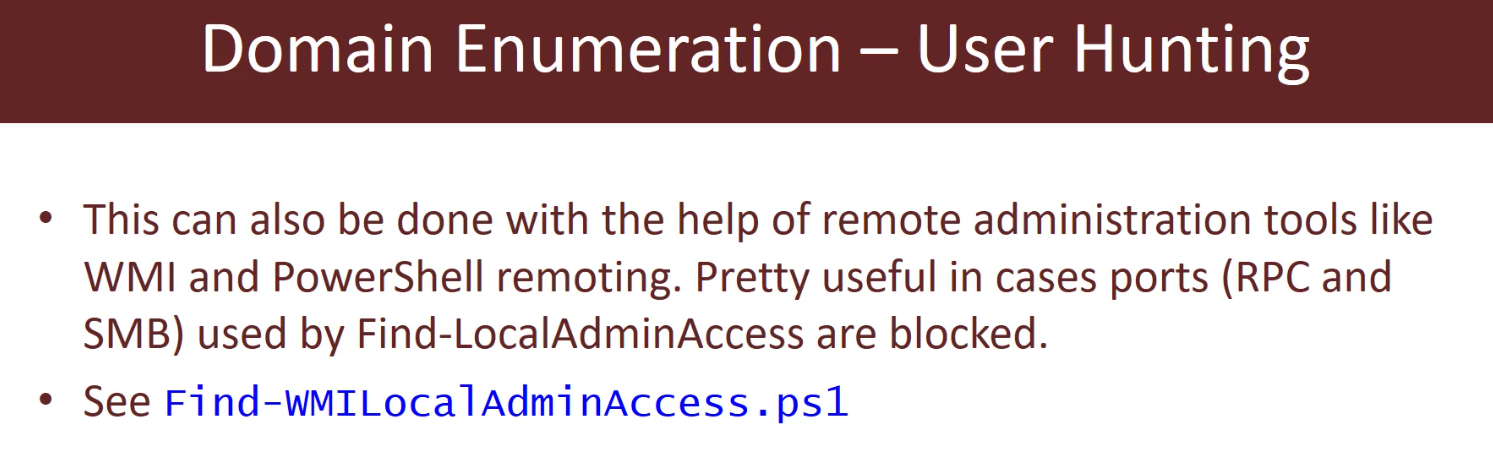 Domain Enumeration – User Hunting
• This can also be done with the help of remote administration tools like
WMI and PowerShell remoting. Pretty useful in cases ports (RPC and
SMB) used by Find-LocalAdminAccess are blocked.
• See Find-WMILocalAdminAccess.ps1